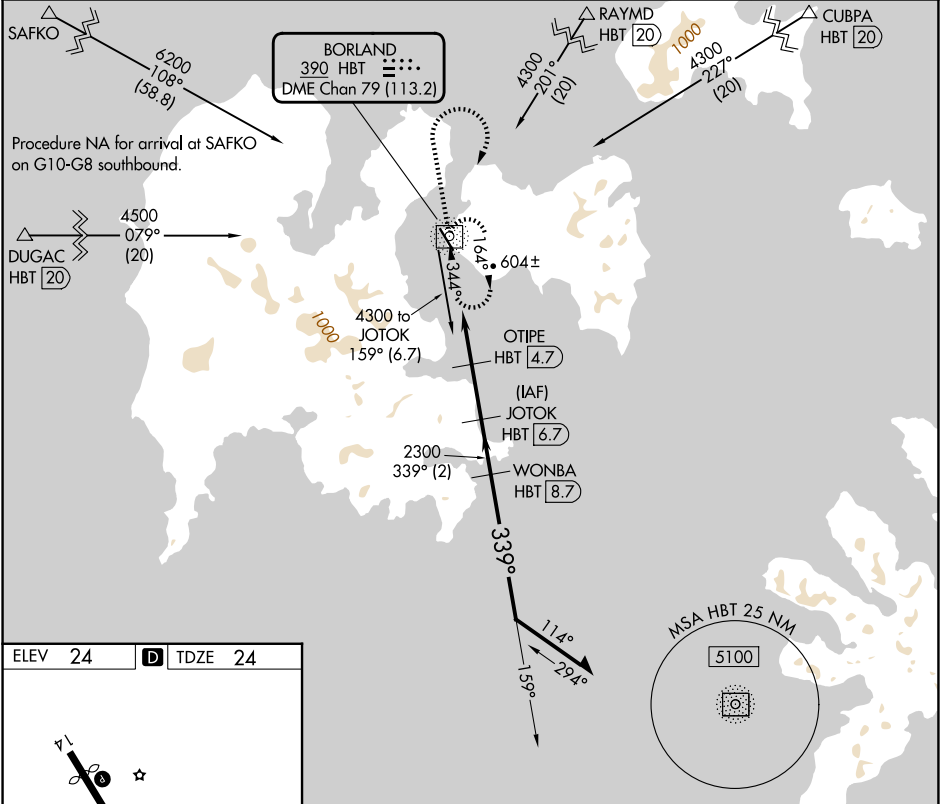 SAFKO
6200
108°
(58.8)
BORLAND
390 HBT
DME Chan 79 (113.2)
RAYMD
HBT 20
4300
201°
(20)
1000
CUBPA
HBT 20
4300
227°
(20)
Procedure NA for arrival at SAFKO
on G10-G8 southbound.
4500
079°
(20)
DUGAC
HBT 20
164°
604±
344°
1000
4300 to
JOTOK
159° (6.7)
OTIPE
HBT 4.7
(IAF)
JOTOK
HBT 6.7
2300
339° (2)
WONBA
HBT 8.7
339°
114°
294°
159°
MSA HBT 25 NM
5100
ELEV 24 D TDZE 24
14